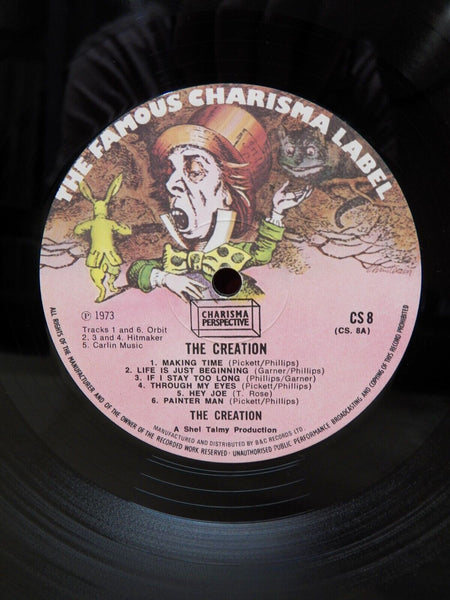 THE FAMOUS CHARISMA LABEL
℗ 1973
Tracks 1 and 6. Orbit
2, 3 and 4. Hitmaker
5. Carlin Music
CHARISMA
PERSPECTIVE
CS 8
(CS. 8A)
THE CREATION
1. MAKING TIME (Pickett/Phillips)
2. LIFE IS JUST BEGINNING (Garner/Phillips)
3. IF I STAY TOO LONG (Phillips/Garner)
4. THROUGH MY EYES (Pickett/Phillips)
5. HEY JOE (T. Rose)
6. PAINTER MAN (Pickett/Phillips)
THE CREATION
A Shel Talmy Production
MANUFACTURED AND DISTRIBUTED BY B&C RECORDS LTD.
ALL RIGHTS OF THE MANUFACTURER AND OF THE OWNER OF THE RECORDED WORK RESERVED. UNAUTHORISED PUBLIC PERFORMANCE BROADCASTING AND COPYING OF THIS RECORD PROHIBITED